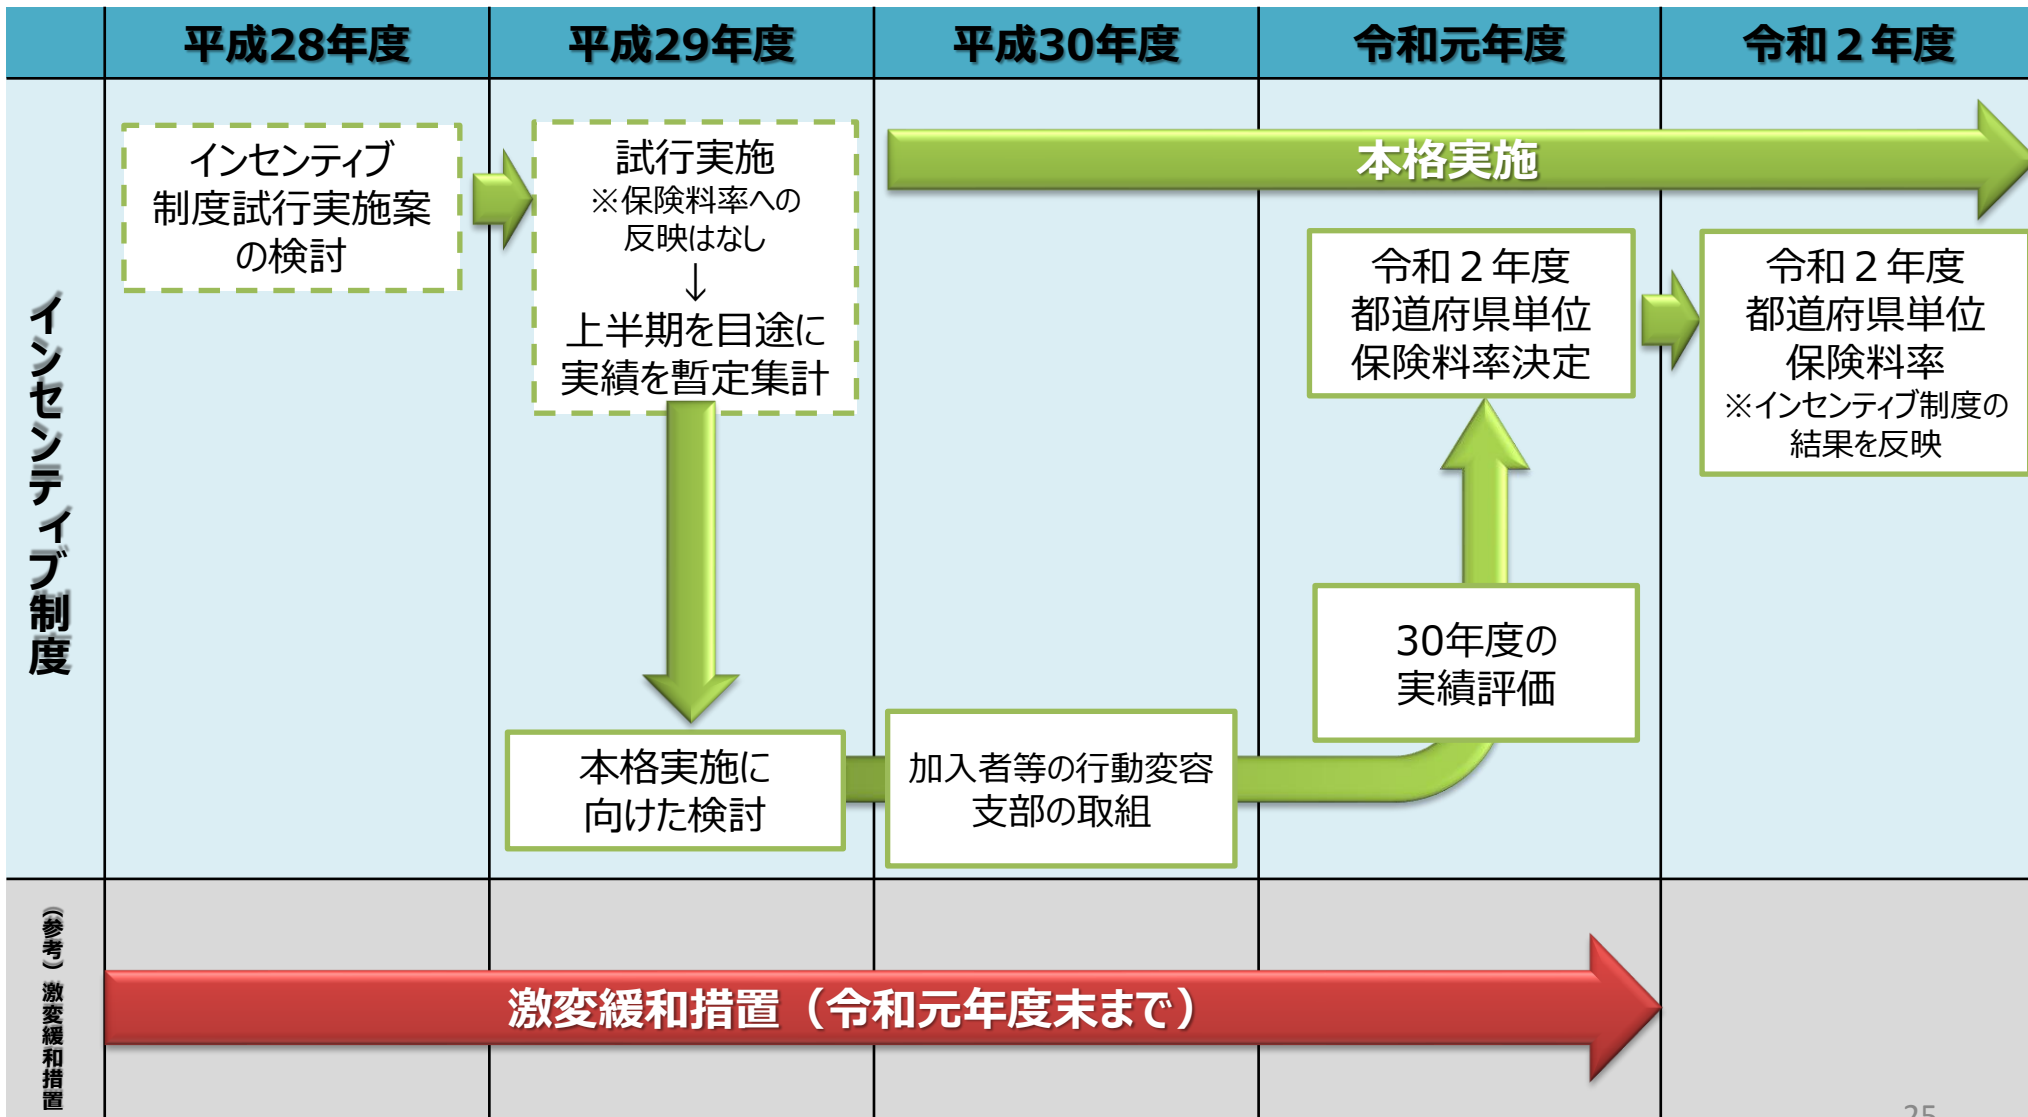 平成28年度
平成29年度
平成30年度
令和元年度
令和２年度
インセンティブ制度
インセンティブ
制度試行実施案
の検討
試行実施
※保険料率への
反映はなし
↓
上半期を目途に
実績を暫定集計
本格実施に
向けた検討
本格実施
加入者等の行動変容
支部の取組
令和２年度
都道府県単位
保険料率決定
30年度の
実績評価
令和２年度
都道府県単位
保険料率
※インセンティブ制度の
結果を反映
（参考）激変緩和措置
激変緩和措置（令和元年度末まで）
25